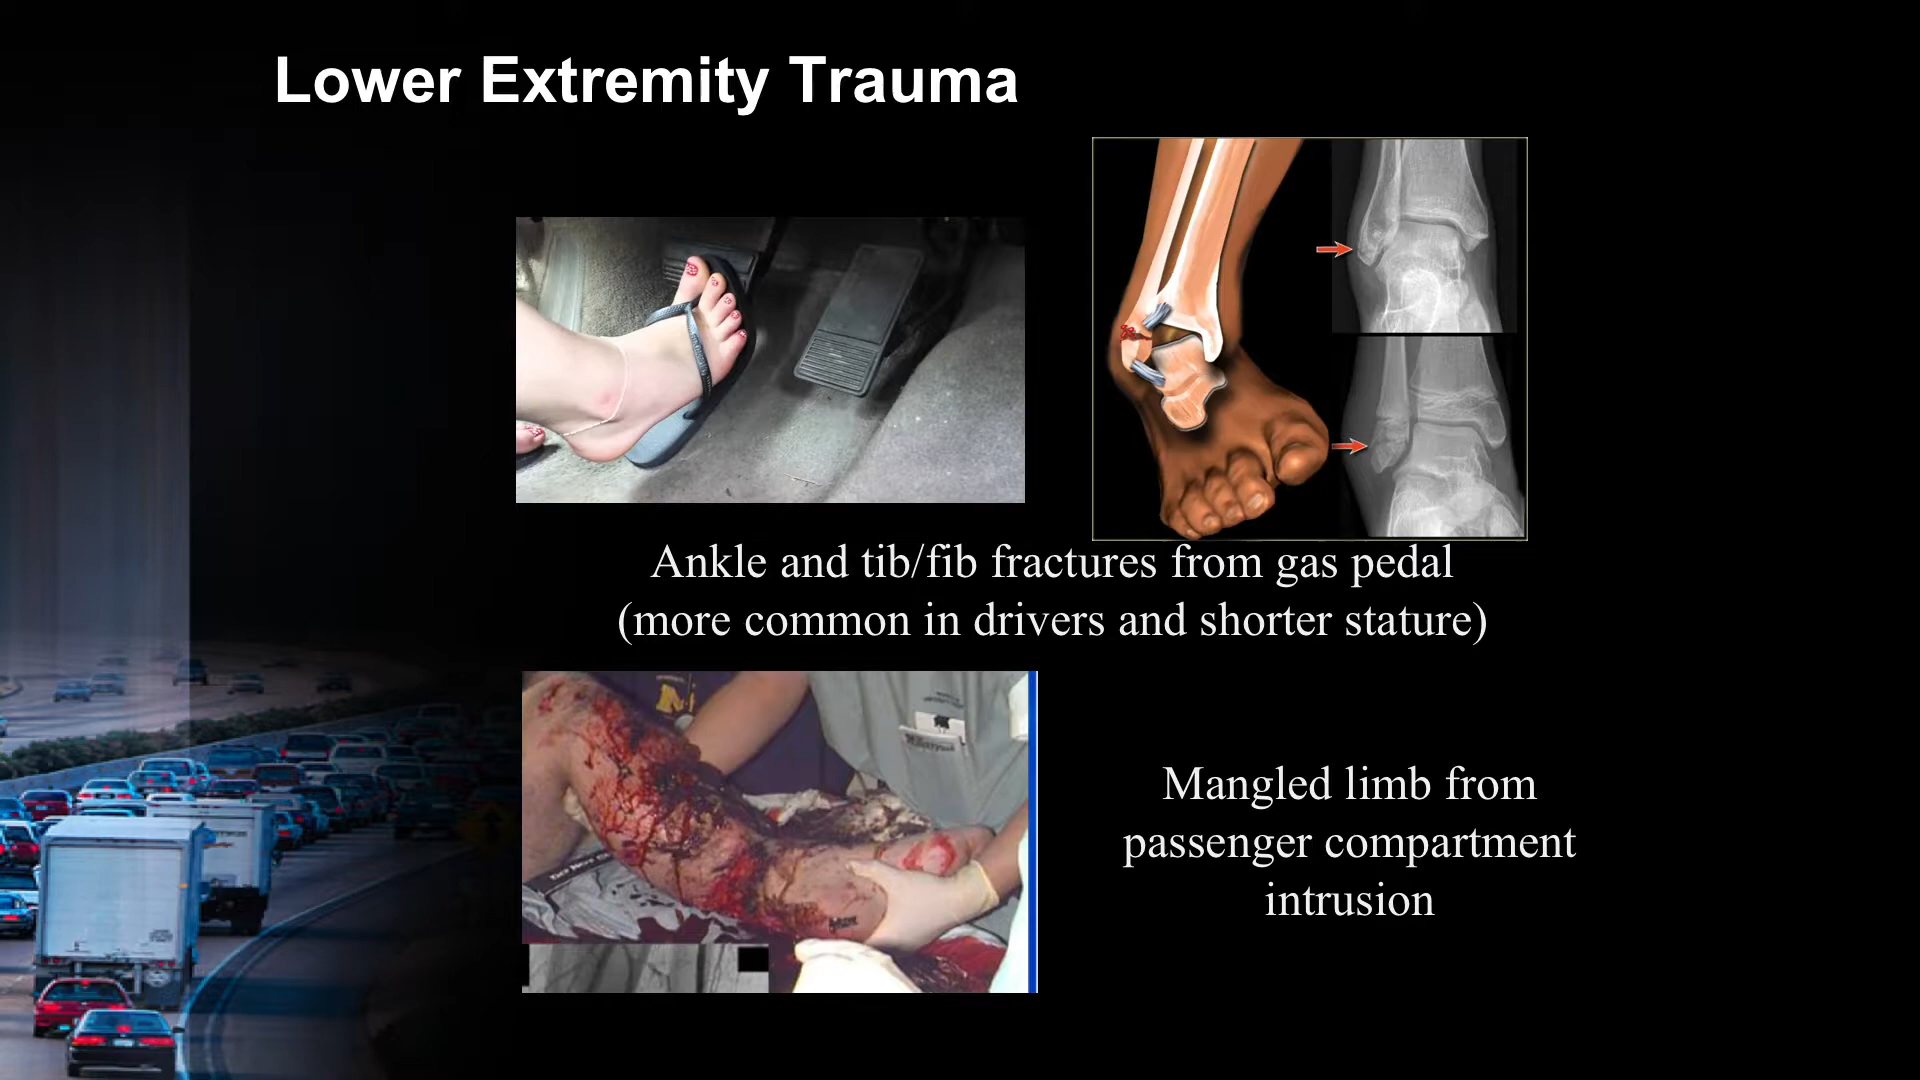 Lower Extremity Trauma
Ankle and tib/fib fractures from gas pedal
(more common in drivers and shorter stature)
Mangled limb from
passenger compartment
intrusion